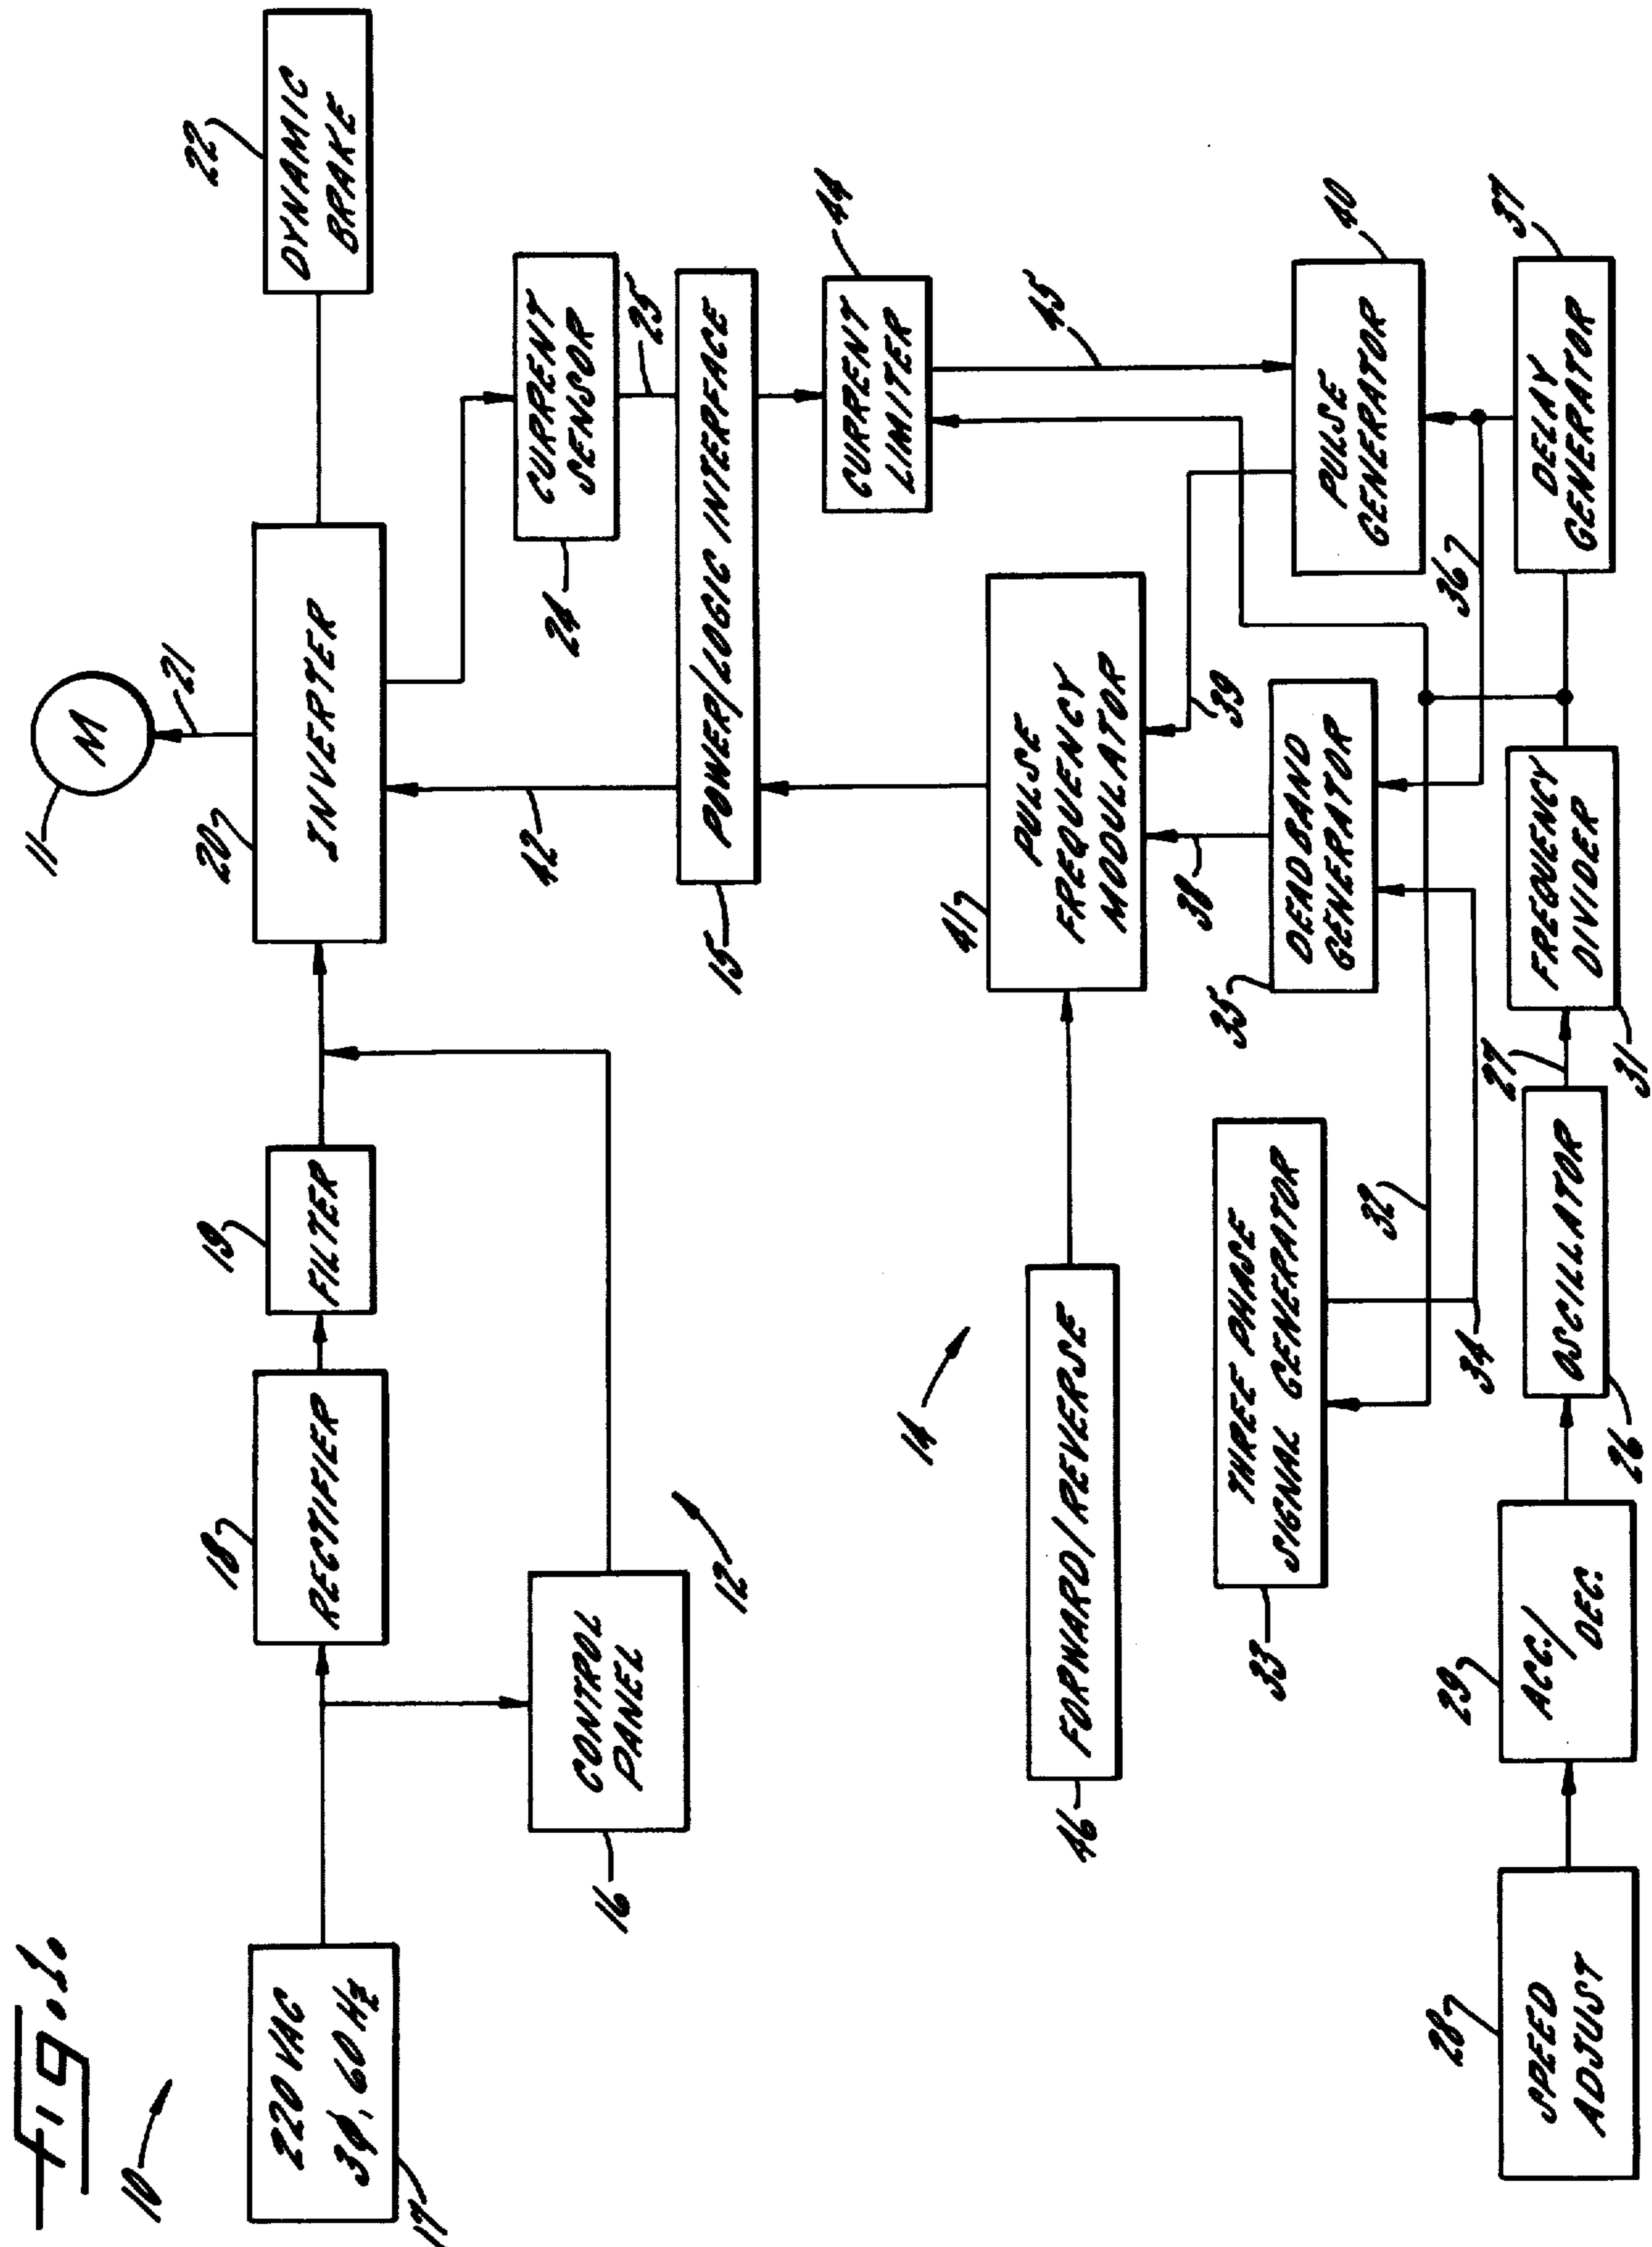 Fig. 1.
10
11
M
21
220 VAC
3φ, 60 Hz
17
18
RECTIFIER
19
FILTER
20
INVERTER
22
DYNAMIC
BRAKE
CONTROL
PANEL
16
12
42
CURRENT
SENSOR
24
25
POWER/LOGIC INTERFACE
15
CURRENT
LIMITER
44
14
FORWARD/REVERSE
46
41
PULSE
FREQUENCY
MODULATOR
45
THREE PHASE
SIGNAL GENERATOR
33
38
39
35
DEADBAND
GENERATOR
PULSE
GENERATOR
40
32
34
36
28
SPEED
ADJUST
29
ACC./
DEC.
OSCILLATOR
26
27
FREQUENCY
DIVIDER
31
DELAY
GENERATOR
37